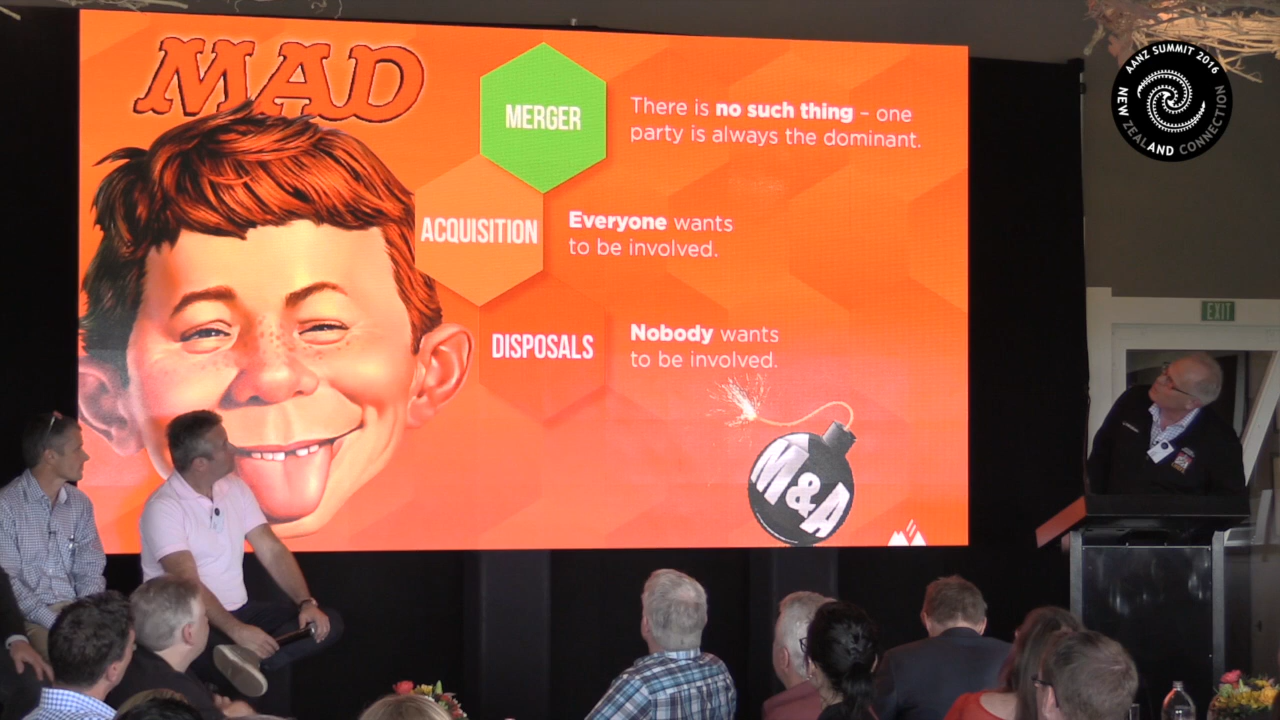 MAD
MERGER
There is no such thing – one
party is always the dominant.
ACQUISITION
Everyone wants
to be involved.
DISPOSALS
Nobody wants
to be involved.
M&A
AANZ SUMMIT 2016
NEW ZEALAND CONNECTION
EXIT